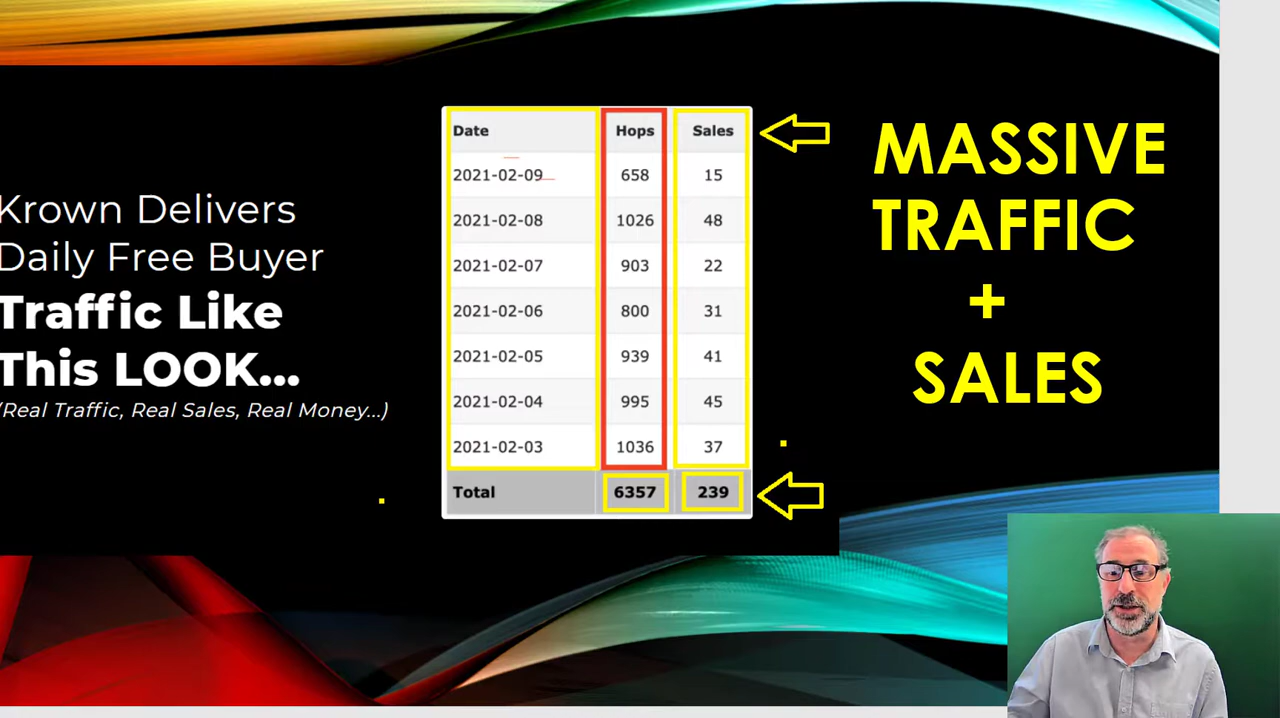 Krown Delivers
Daily Free Buyer
Traffic Like
This LOOK...
(Real Traffic, Real Sales, Real Money...)
Date Hops Sales
2021-02-09 658 15
2021-02-08 1026 48
2021-02-07 903 22
2021-02-06 800 31
2021-02-05 939 41
2021-02-04 995 45
2021-02-03 1036 37
Total 6357 239
MASSIVE
TRAFFIC
+
SALES